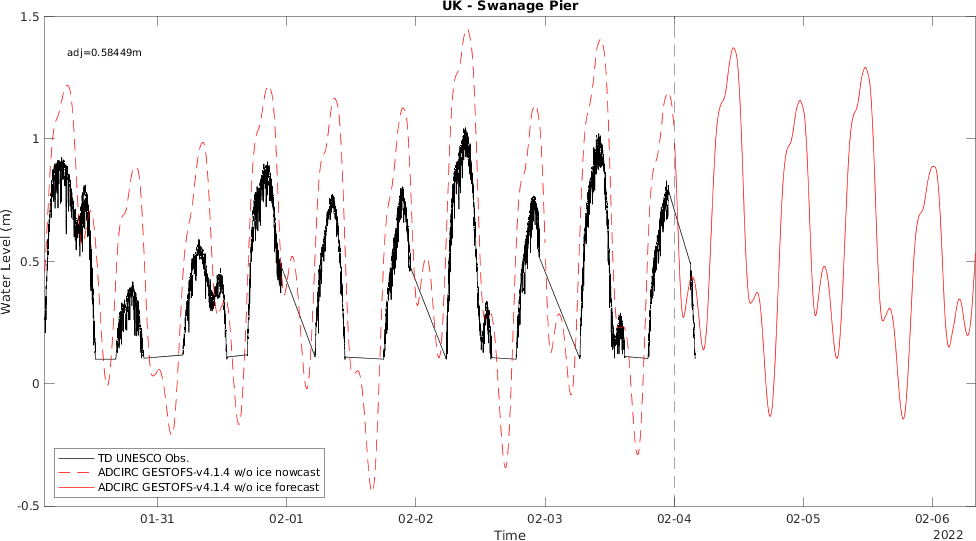 UK - Swanage Pier
adj=0.58449m
Water Level (m)
1.5
1
0.5
0
-0.5
TD UNESCO Obs.
ADCIRC GESTOFS-v4.1.4 w/o ice nowcast
ADCIRC GESTOFS-v4.1.4 w/o ice forecast
01-31 02-01 02-02 02-03 02-04 02-05 02-06
Time
2022